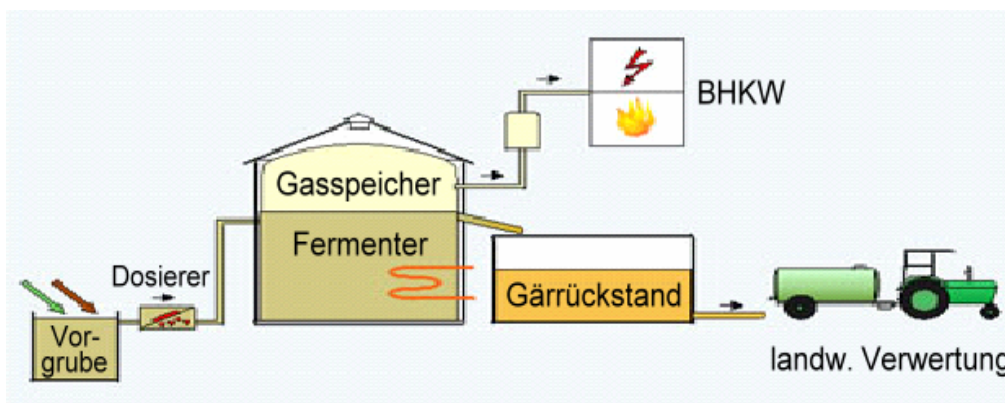 BHKW
Gasspeicher
Fermenter
Dosierer
Gärrückstand
Vor-
grube
landw. Verwertung